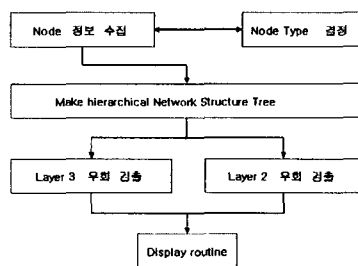 Node 정보 수집
Node Type 결정
Make hierarchical Network Structure Tree
Layer 3 우회 검출
Layer 2 우회 검출
Display routine